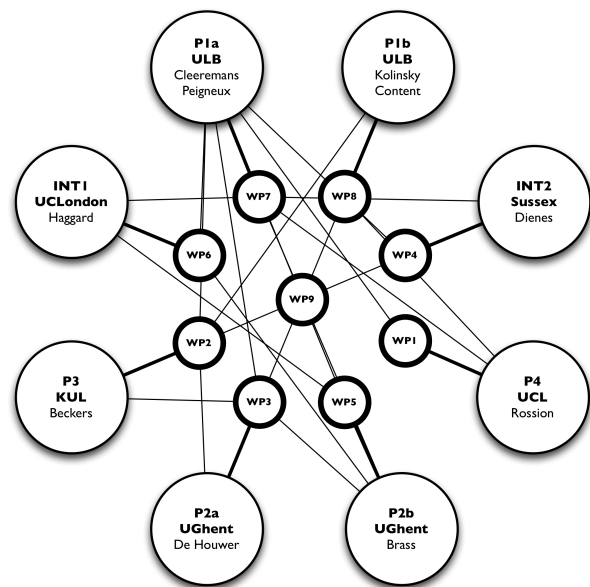 P1a
ULB
Cleeremans
Peigneux
P1b
ULB
Kolinsky
Content
INT1
UCLondon
Haggard
WP7
WP8
INT2
Sussex
Dienes
WP6
WP4
WP9
WP2
WP1
P3
KUL
Beckers
WP3
WP5
P4
UCL
Rossion
P2a
UGhent
De Houwer
P2b
UGhent
Brass